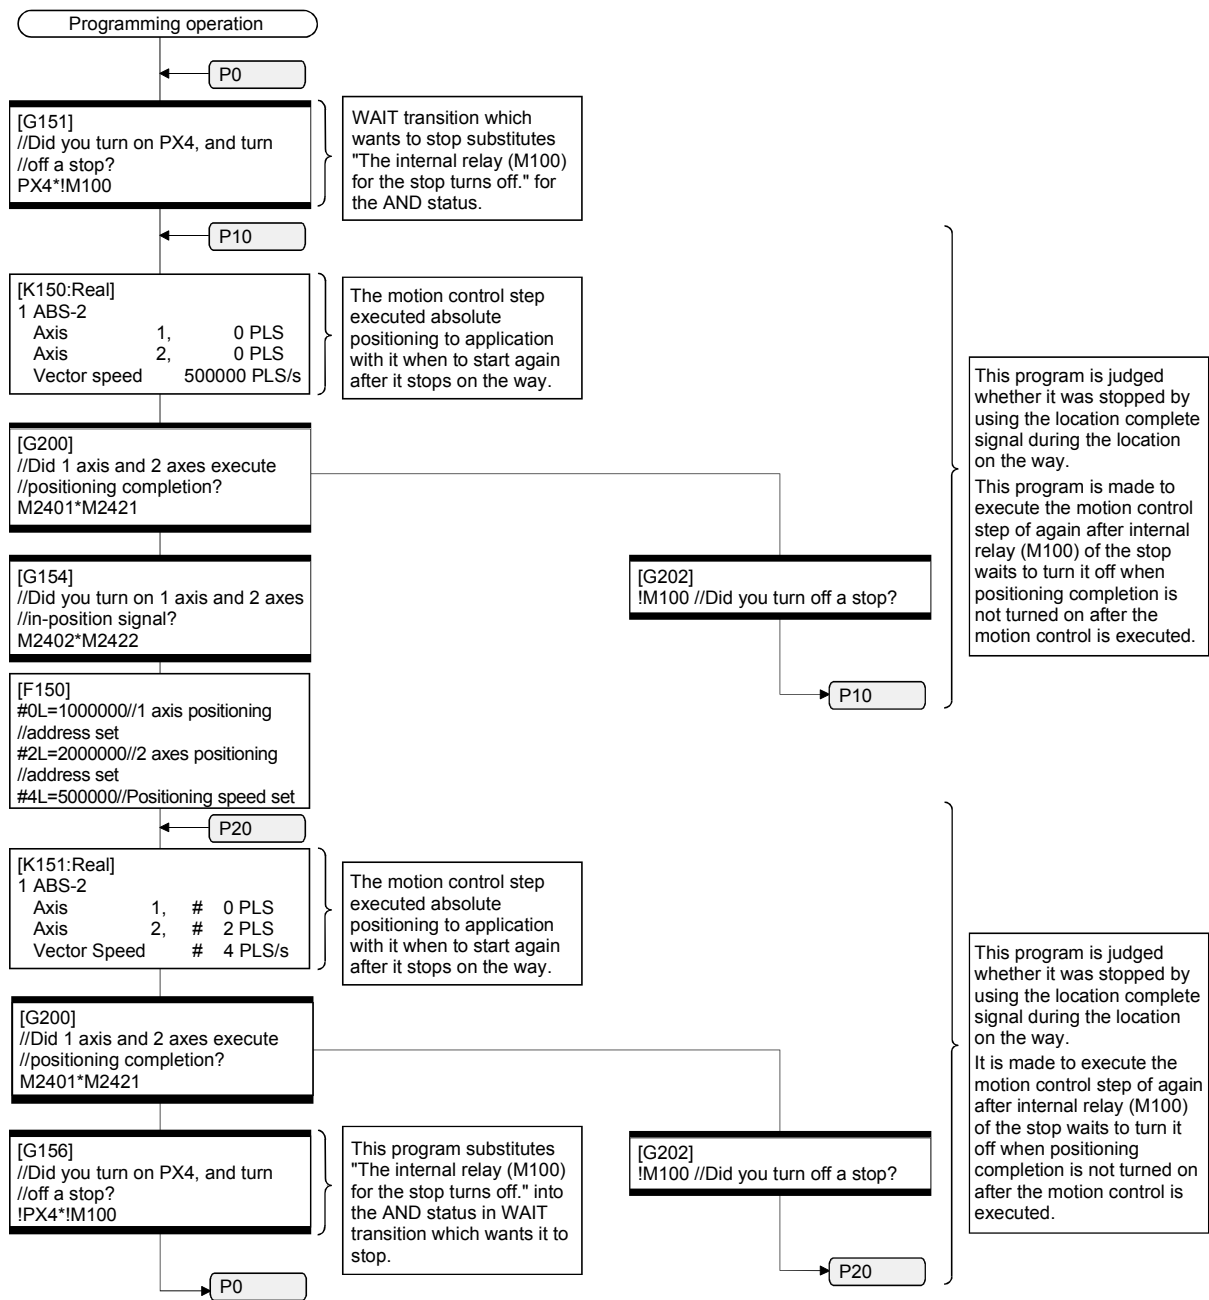 Programming operation
P0
[G151]
//Did you turn on PX4, and turn
//off a stop?
PX4*!M100
WAIT transition which
wants to stop substitutes
"The internal relay (M100)
for the stop turns off." for
the AND status.
P10
[K150:Real]
1 ABS-2
Axis 1, 0 PLS
Axis 2, 0 PLS
Vector speed 500000 PLS/s
The motion control step
executed absolute
positioning to application
with it when to start again
after it stops on the way.
[G200]
//Did 1 axis and 2 axes execute
//positioning completion?
M2401*M2421
[G154]
//Did you turn on 1 axis and 2 axes
//in-position signal?
M2402*M2422
[G202]
!M100 //Did you turn off a stop?
P10
This program is judged
whether it was stopped by
using the location complete
signal during the location
on the way.
This program is made to
execute the motion control
step of again after internal
relay (M100) of the stop
waits to turn it off when
positioning completion is
not turned on after the
motion control is executed.
[F150]
#0L=1000000//1 axis positioning
//address set
#2L=2000000//2 axes positioning
//address set
#4L=500000//Positioning speed set
P20
[K151:Real]
1 ABS-2
Axis 1, # 0 PLS
Axis 2, # 2 PLS
Vector Speed # 4 PLS/s
The motion control step
executed absolute
positioning to application
with it when to start again
after it stops on the way.
[G200]
//Did 1 axis and 2 axes execute
//positioning completion?
M2401*M2421
[G156]
//Did you turn on PX4, and turn
//off a stop?
!PX4*!M100
This program substitutes
"The internal relay (M100)
for the stop turns off." into
the AND status in WAIT
transition which wants it to
stop.
P0
[G202]
!M100 //Did you turn off a stop?
P20
This program is judged
whether it was stopped by
using the location complete
signal during the location
on the way.
It is made to execute the
motion control step of again
after internal relay (M100)
of the stop waits to turn it
off when positioning
completion is not turned on
after the motion control is
executed.